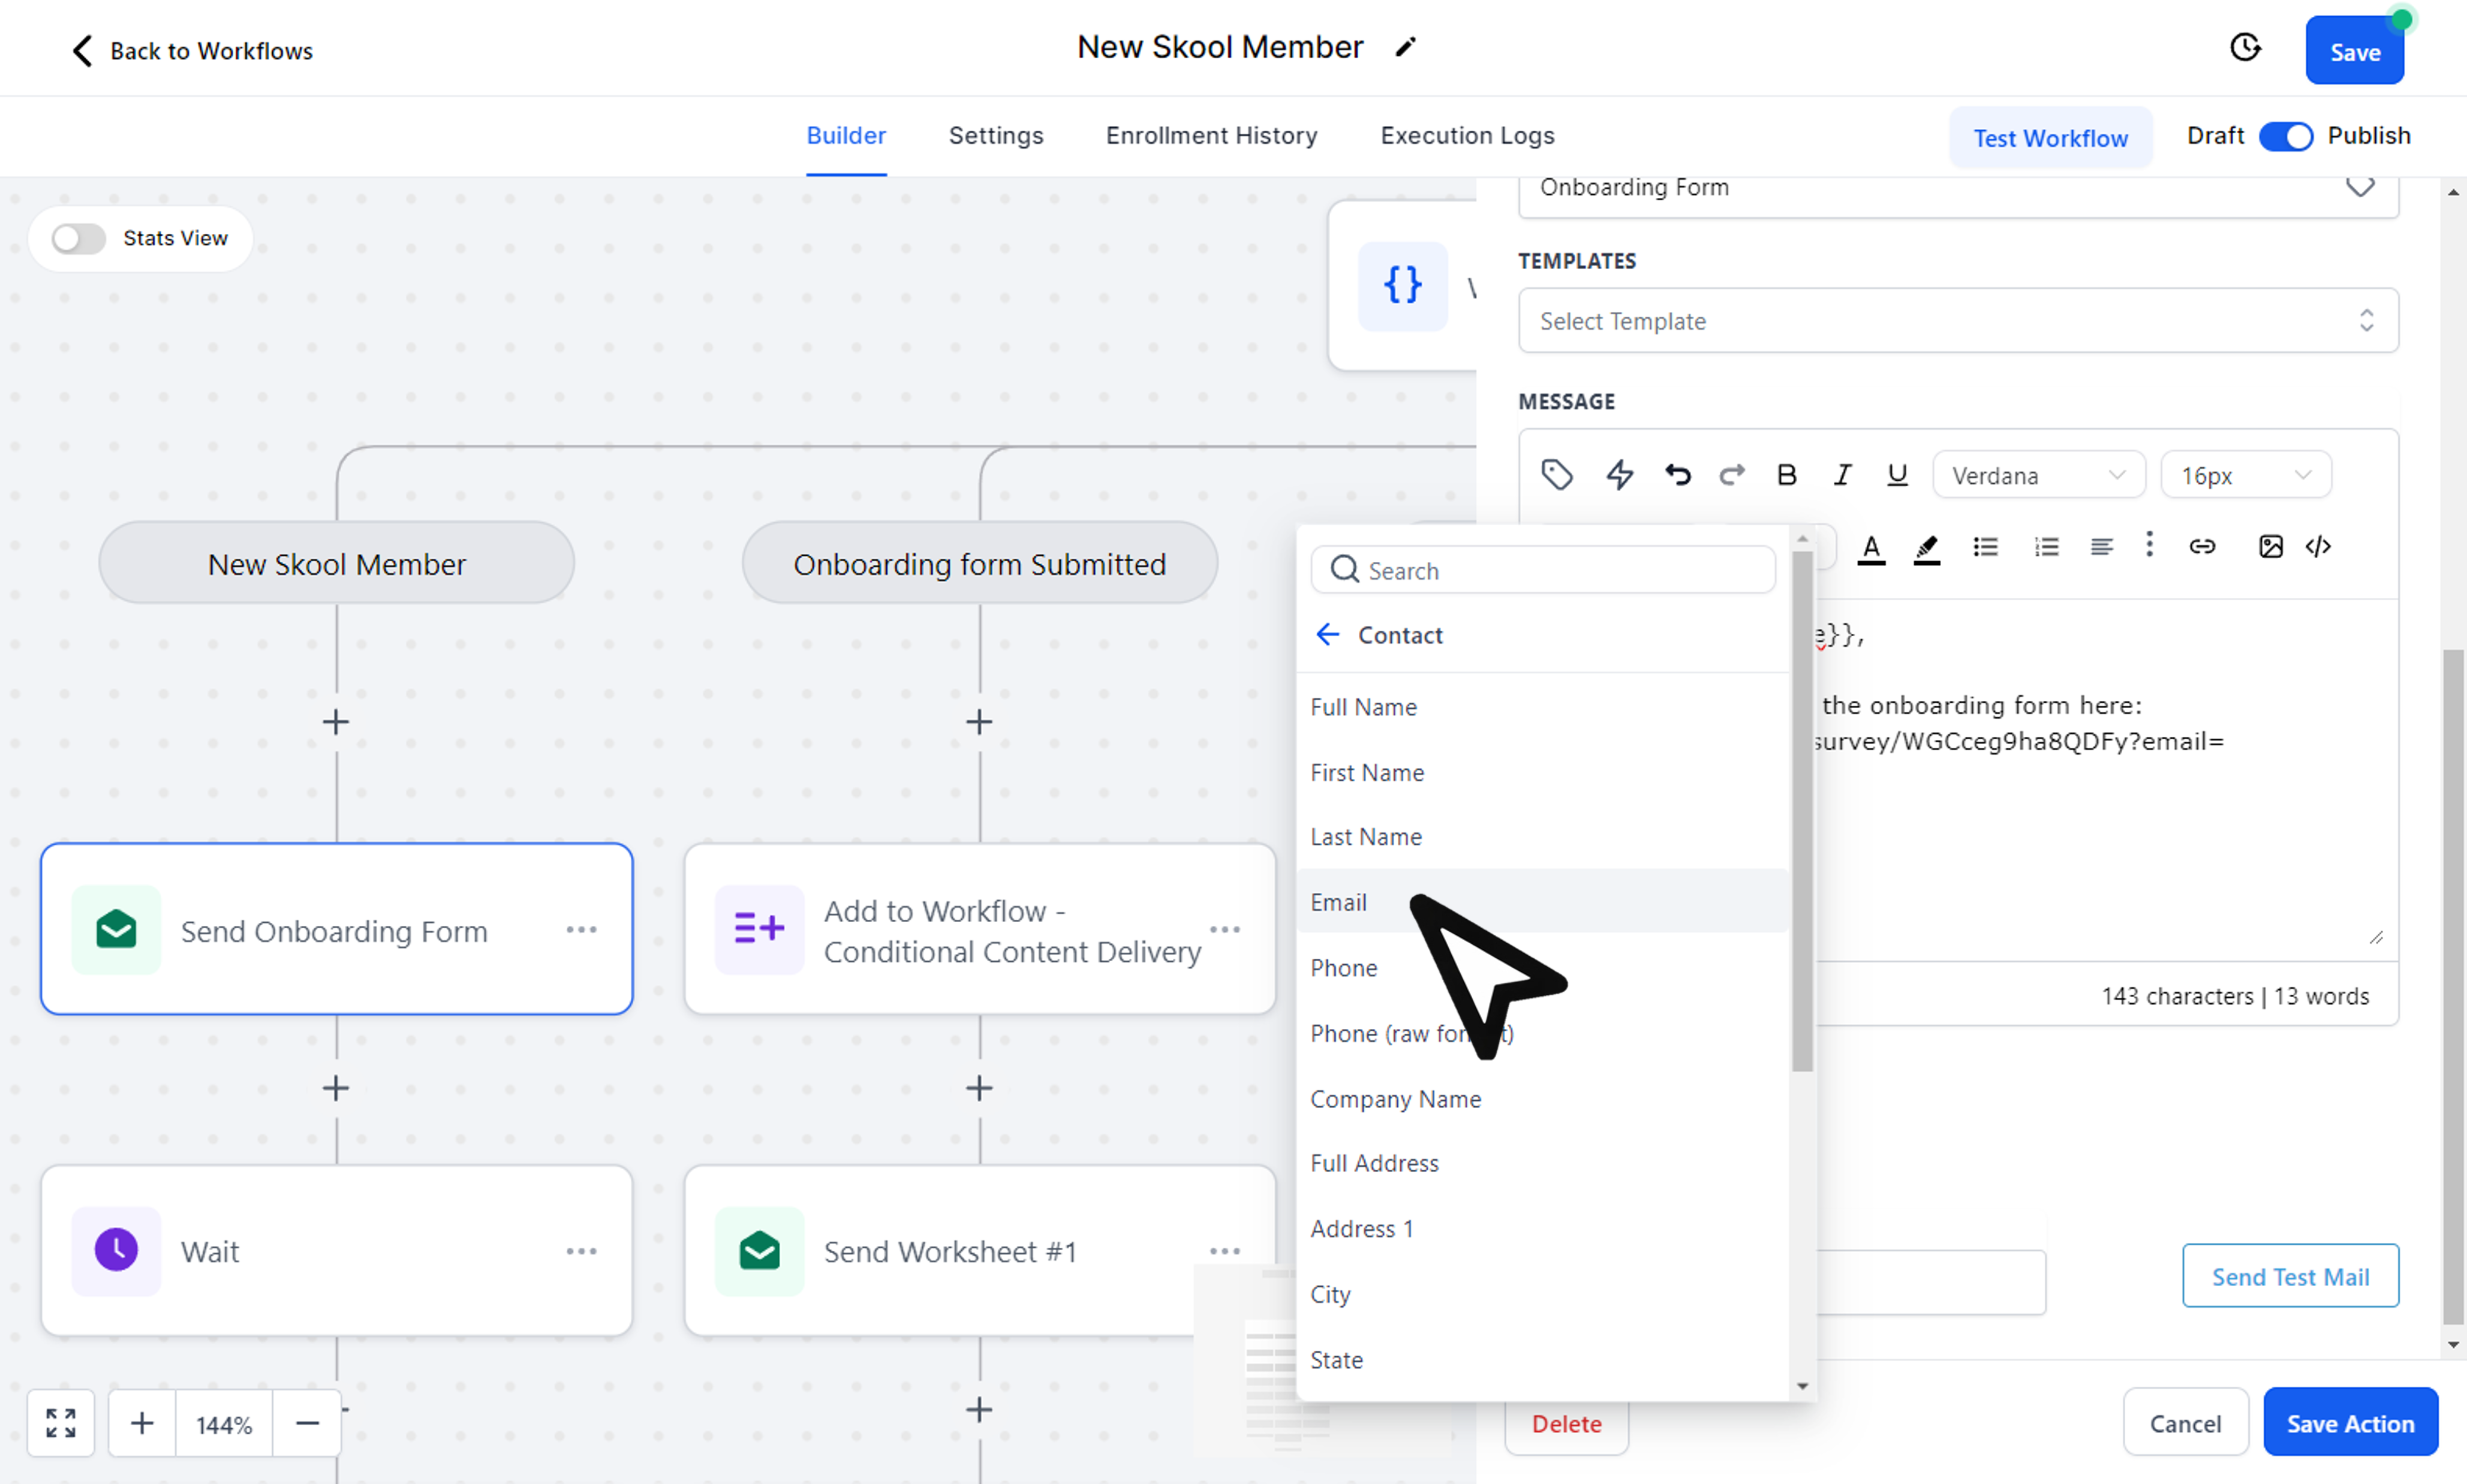 Back to Workflows
New Skool Member
Save
Builder
Settings
Enrollment History
Execution Logs
Test Workflow
Draft
Publish
Stats View
Onboarding Form
TEMPLATES
Select Template
MESSAGE
Verdana
16px
{}
New Skool Member
Onboarding form Submitted
Search
Contact
Full Name
First Name
Last Name
Email
Phone
Phone (raw
Company Name
Full Address
Address 1
City
State
e}},
the onboarding form here:
survey/WGCceg9ha8QDFy?email=
143 characters | 13 words
Send Onboarding Form
Add to Workflow -
Conditional Content Delivery
Wait
Send Worksheet #1
Send Test Mail
144%
Delete
Cancel
Save Action